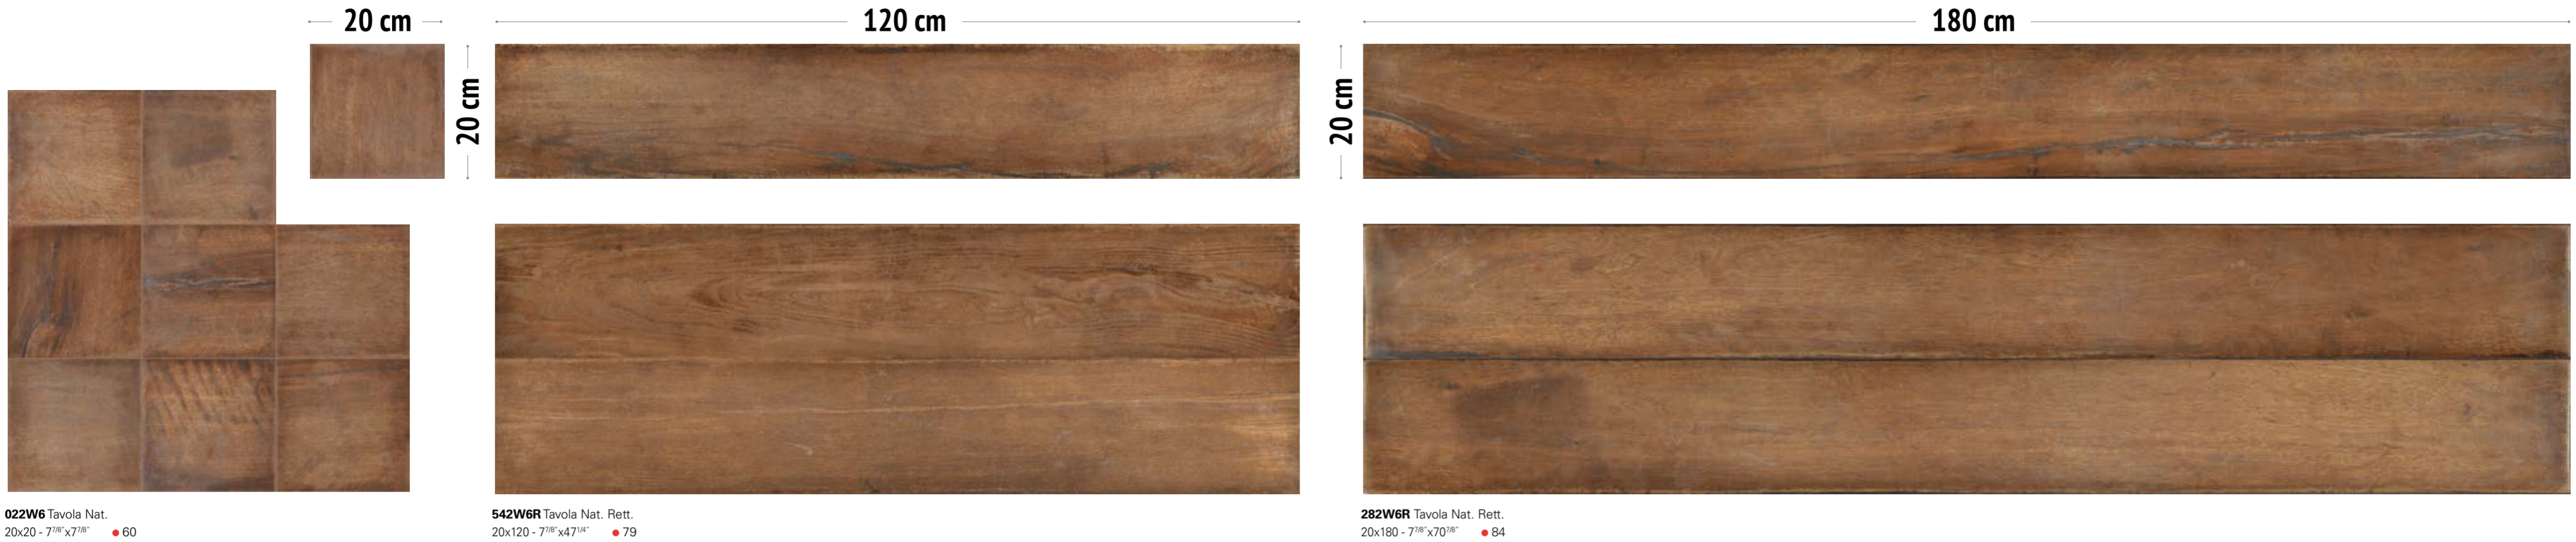 20 cm
120 cm
180 cm
20 cm
20 cm
022W6 Tavola Nat.
20x20 - 7⁷/⁸"x7⁷/⁸" ● 60
542W6R Tavola Nat. Rett.
20x120 - 7⁷/⁸"x47¹/⁴" ● 79
282W6R Tavola Nat. Rett.
20x180 - 7⁷/⁸"x70⁷/⁸" ● 84